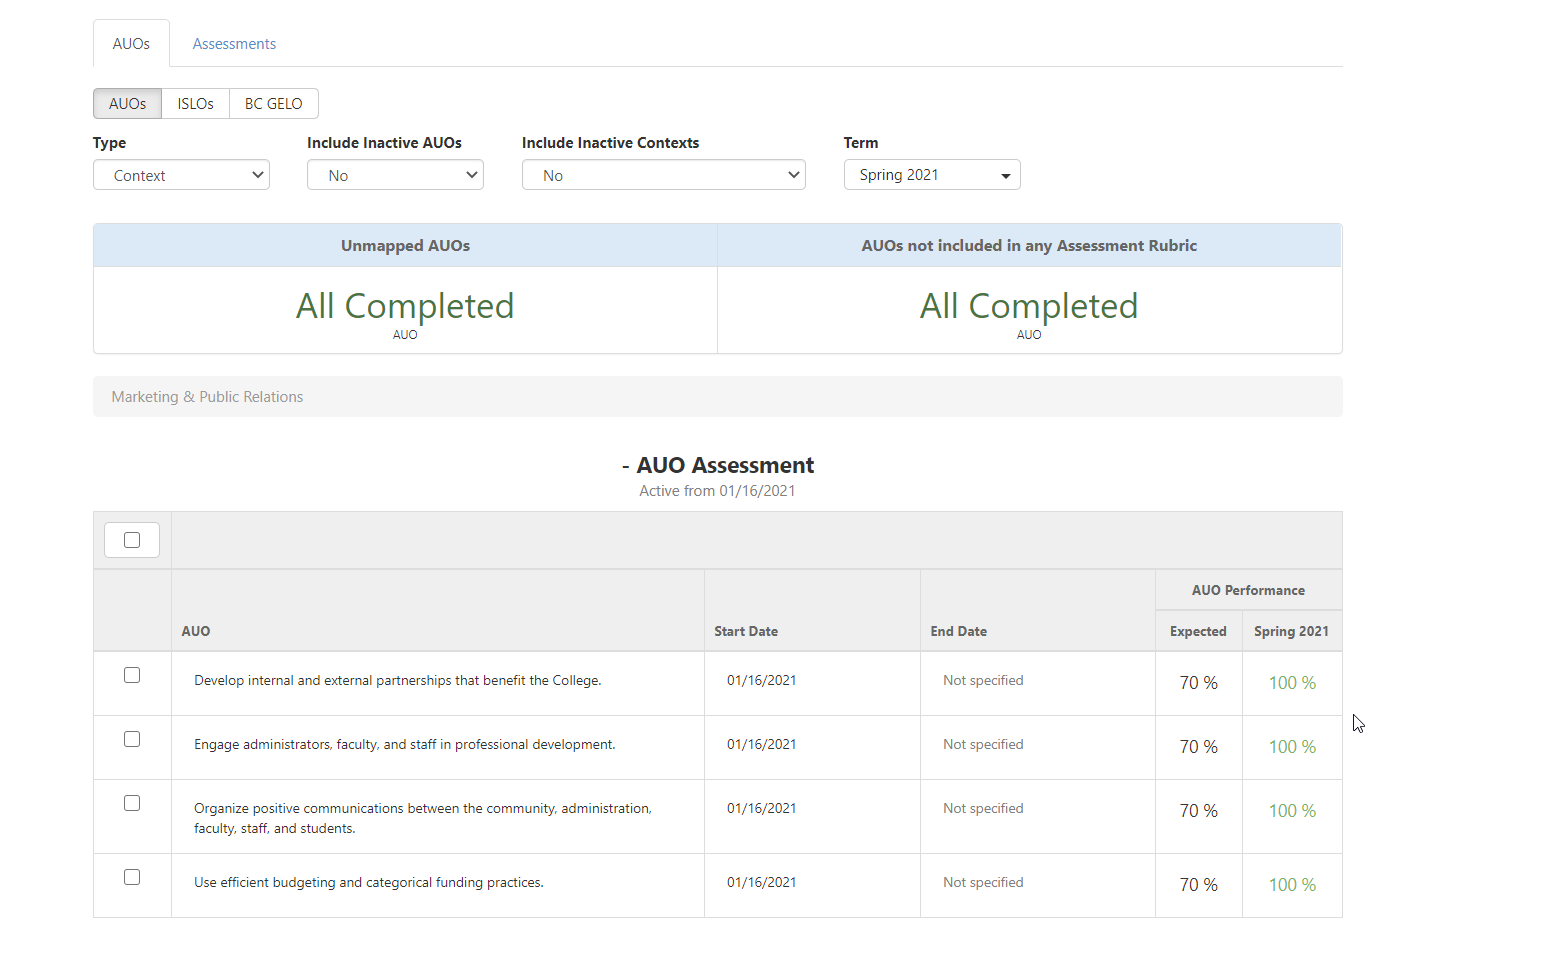 AUOs Assessments
AUOs ISLOs BC GELO
Type Include Inactive AUOs Include Inactive Contexts Term
Context No No Spring 2021
Unmapped AUOs AUOs not included in any Assessment Rubric
All Completed All Completed
AUO AUO
Marketing & Public Relations
- AUO Assessment
Active from 01/16/2021
AUO Performance
AUO Start Date End Date Expected Spring 2021
Develop internal and external partnerships that benefit the College. 01/16/2021 Not specified 70 % 100 %
Engage administrators, faculty, and staff in professional development. 01/16/2021 Not specified 70 % 100 %
Organize positive communications between the community, administration, 01/16/2021 Not specified 70 % 100 %
faculty, staff, and students.
Use efficient budgeting and categorical funding practices. 01/16/2021 Not specified 70 % 100 %